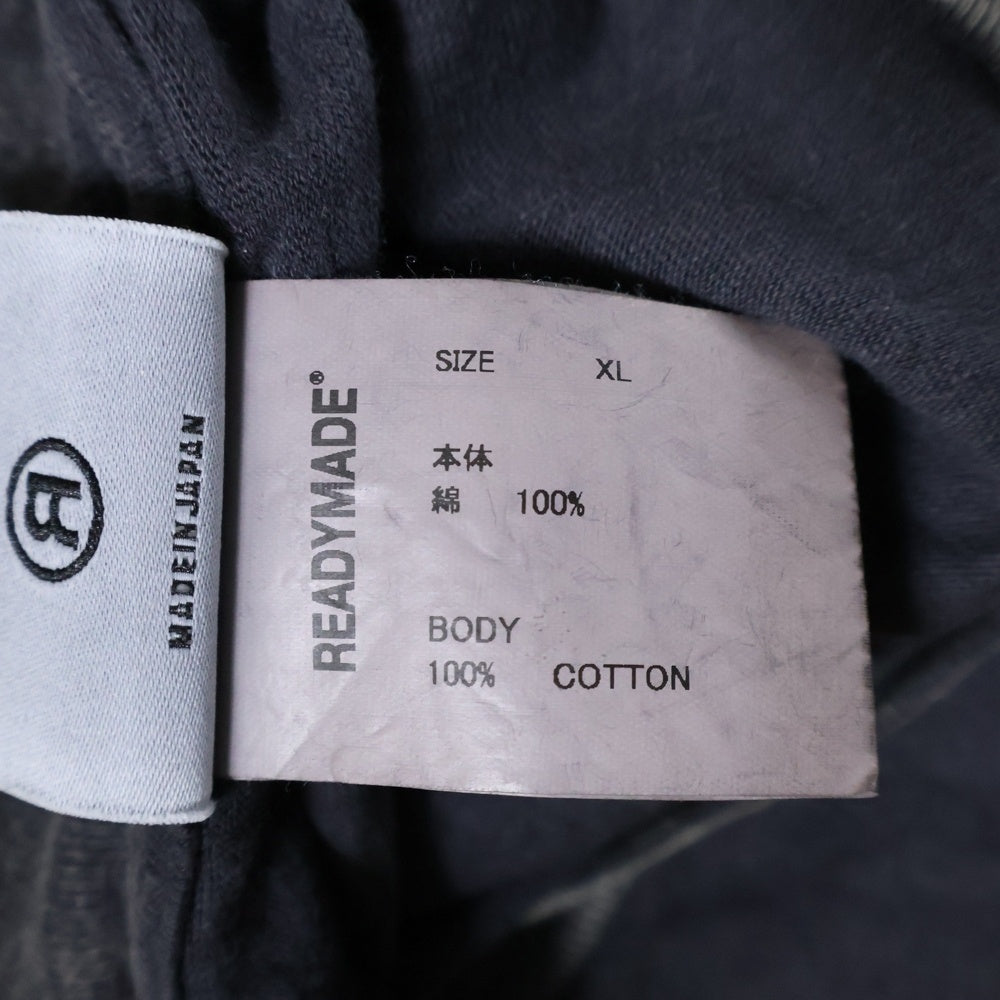 R
MADE IN JAPAN
READYMADE®
SIZE XL
本体
綿 100%
BODY
100% COTTON